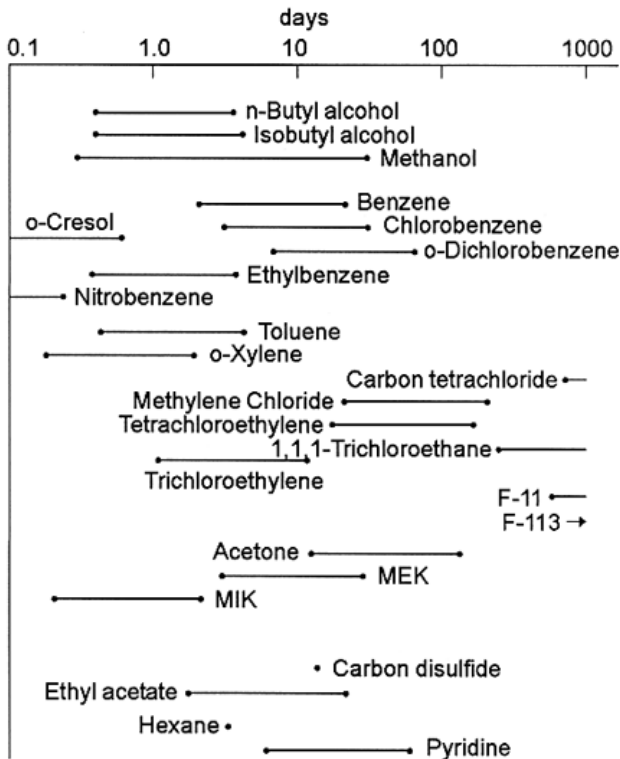 days
0.1 1.0 10 100 1000
n-Butyl alcohol
Isobutyl alcohol
Methanol
Benzene
o-Cresol
Chlorobenzene
o-Dichlorobenzene
Ethylbenzene
Nitrobenzene
Toluene
o-Xylene
Carbon tetrachloride
Methylene Chloride
Tetrachloroethylene
1,1,1-Trichloroethane
Trichloroethylene
F-11
F-113
Acetone
MEK
MIK
Carbon disulfide
Ethyl acetate
Hexane
Pyridine